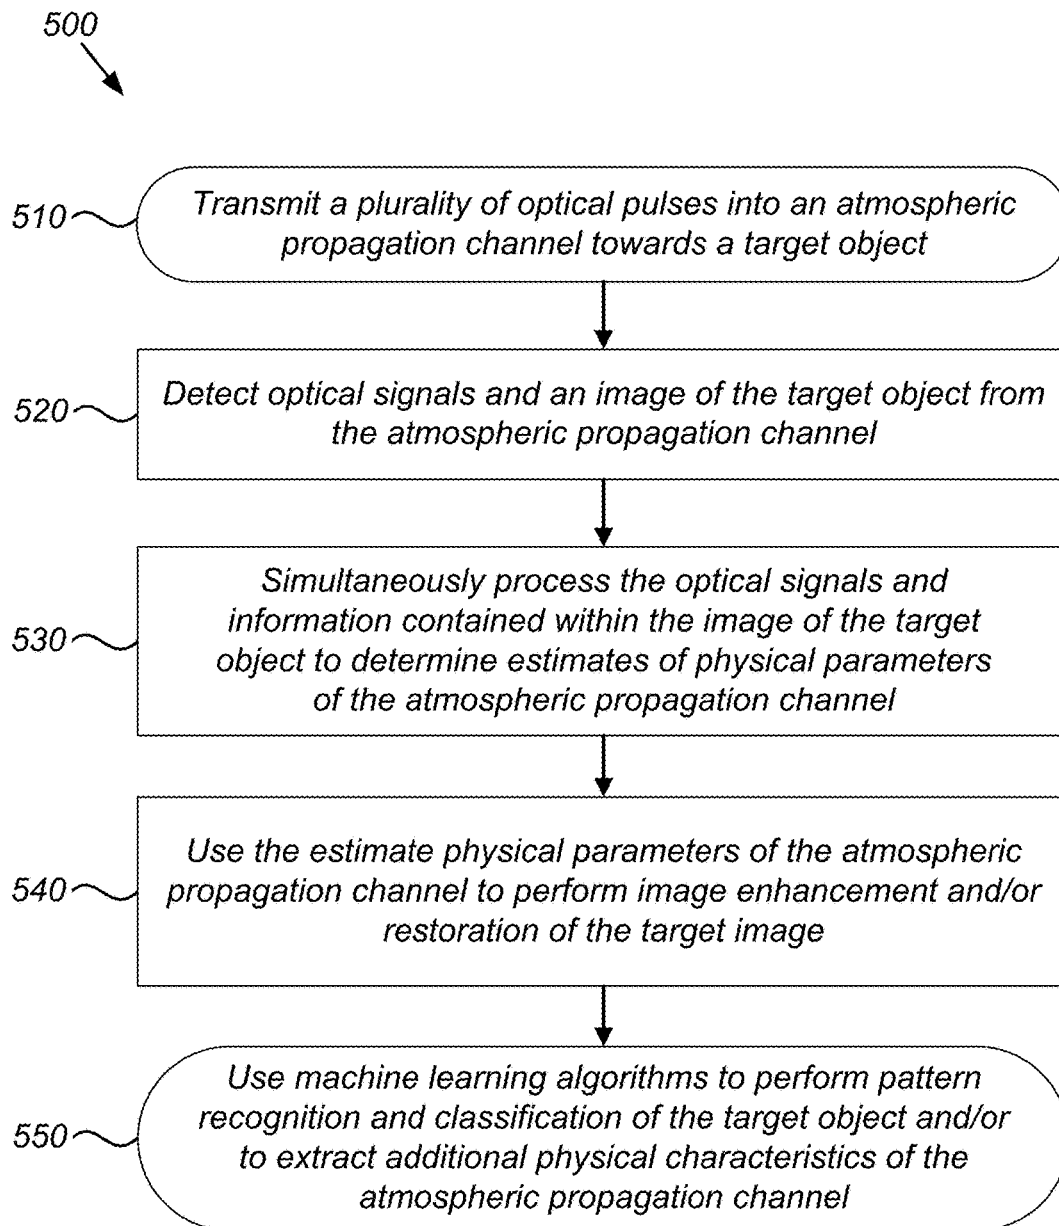 500
510
Transmit a plurality of optical pulses into an atmospheric
propagation channel towards a target object
520
Detect optical signals and an image of the target object from
the atmospheric propagation channel
530
Simultaneously process the optical signals and
information contained within the image of the target
object to determine estimates of physical parameters
of the atmospheric propagation channel
540
Use the estimate physical parameters of the atmospheric
propagation channel to perform image enhancement and/or
restoration of the target image
550
Use machine learning algorithms to perform pattern
recognition and classification of the target object and/or
to extract additional physical characteristics of the
atmospheric propagation channel